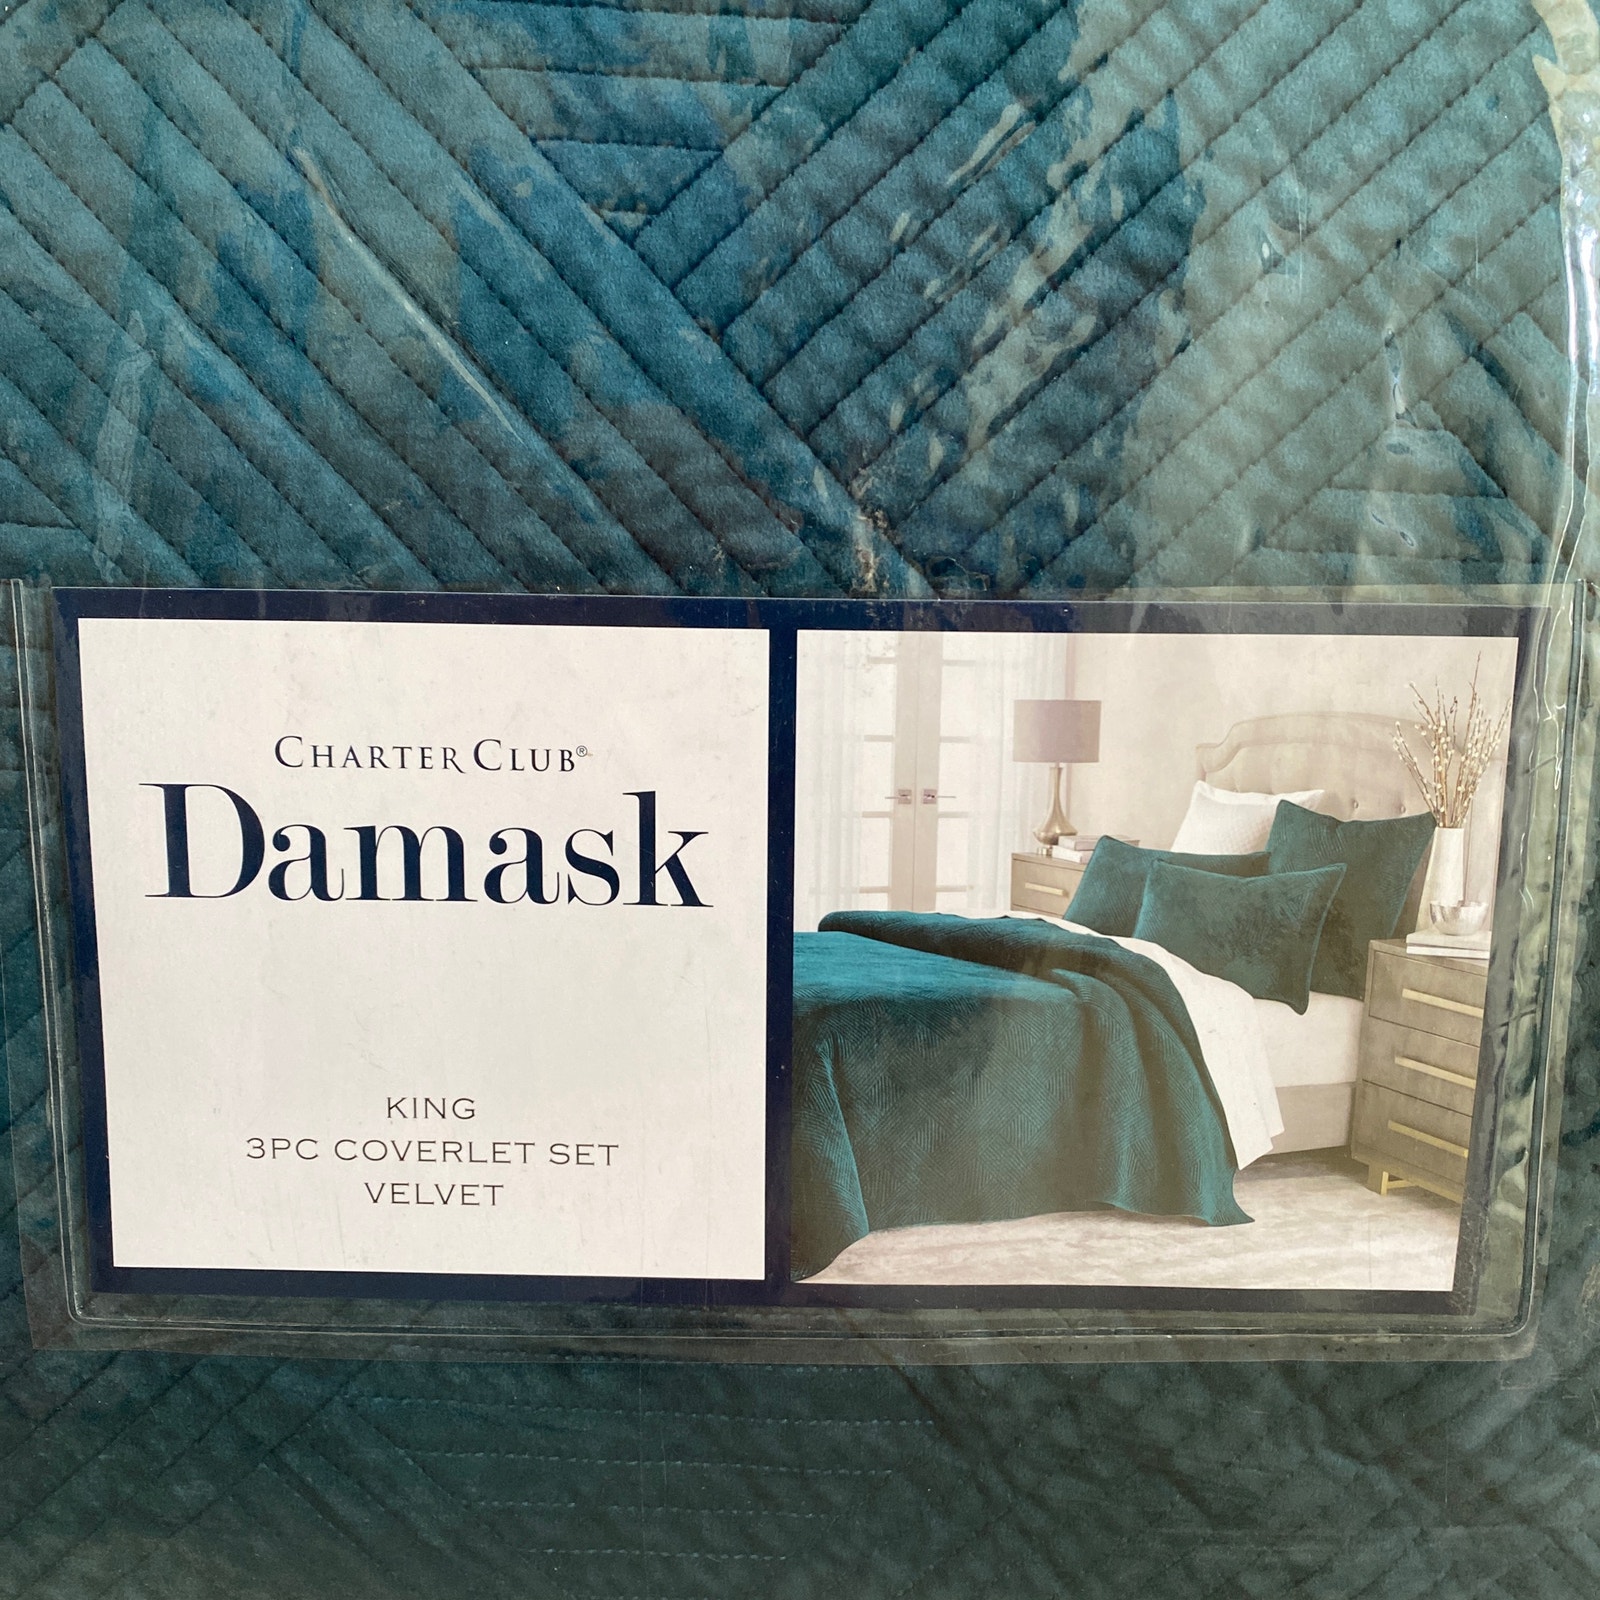 CHARTER CLUB®
Damask
KING
3PC COVERLET SET
VELVET